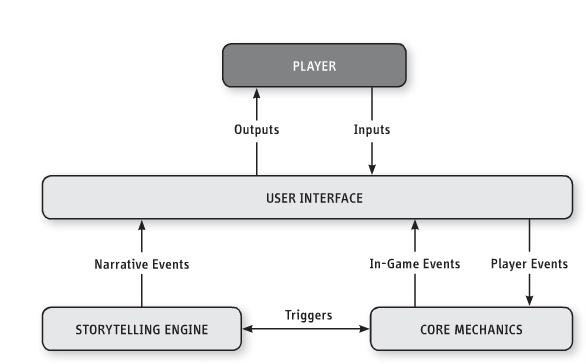 PLAYER
Outputs
Inputs
USER INTERFACE
Narrative Events
In-Game Events
Player Events
Triggers
STORYTELLING ENGINE
CORE MECHANICS